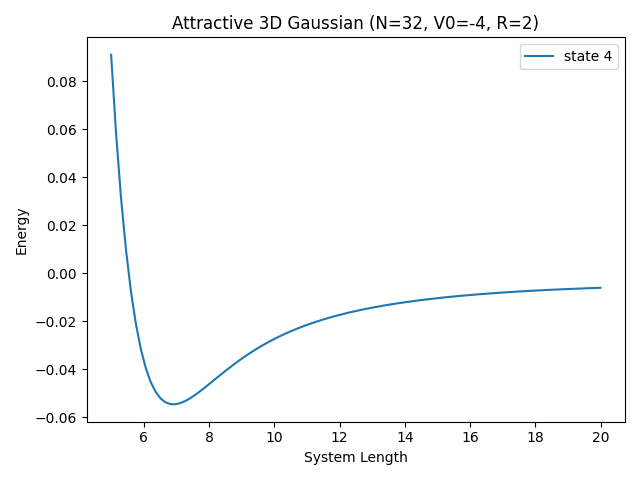 Attractive 3D Gaussian (N=32, V0=-4, R=2)
state 4
Energy
0.08
0.06
0.04
0.02
0.00
−0.02
−0.04
−0.06
6 8 10 12 14 16 18 20
System Length